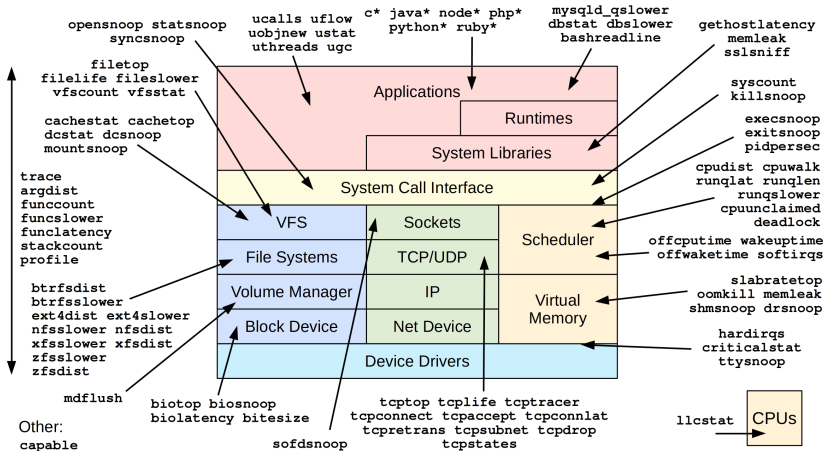 opensnoop statsnoop
syncsnoop
ucalls uflow
uobjnew ustat
uthreads ugc
c* java* node* php*
python* ruby*
mysqld_qslower
dbstat dbslower
bashreadline
gethostlatency
memleak
sslsniff
filetop
filelife fileslower
vfscount vfsstat
syscount
killsnoop
cachestat cachetop
dcstat dcsnoop
mountsnoop
execsnoop
exitsnoop
pidpersec
trace
argdist
funccount
funcslower
funclatency
stackcount
profile
cpudist cpuwalk
runqlat runqlen
runqslower
cpuunclaimed
deadlock
offcputime wakeuptime
offwaketime softirqs
Applications
Runtimes
System Libraries
System Call Interface
VFS
Sockets
Scheduler
File Systems
TCP/UDP
Volume Manager
IP
Virtual
Memory
Block Device
Net Device
Device Drivers
btrfsdist
btrfsslower
ext4dist ext4slower
nfsslower nfsdist
xfsslower xfsdist
zfsslower
zfsdist
slabratetop
oomkill memleak
shmsnoop drsnoop
hardirqs
criticalstat
ttysnoop
mdflush
biotop biosnoop
biolatency bitesize
sofdsnoop
tcptop tcplife tcptracer
tcpconnect tcpaccept tcpconnlat
tcpretrans tcpsubnet tcpdrop
tcpstates
llcstat
CPUs
Other:
capable